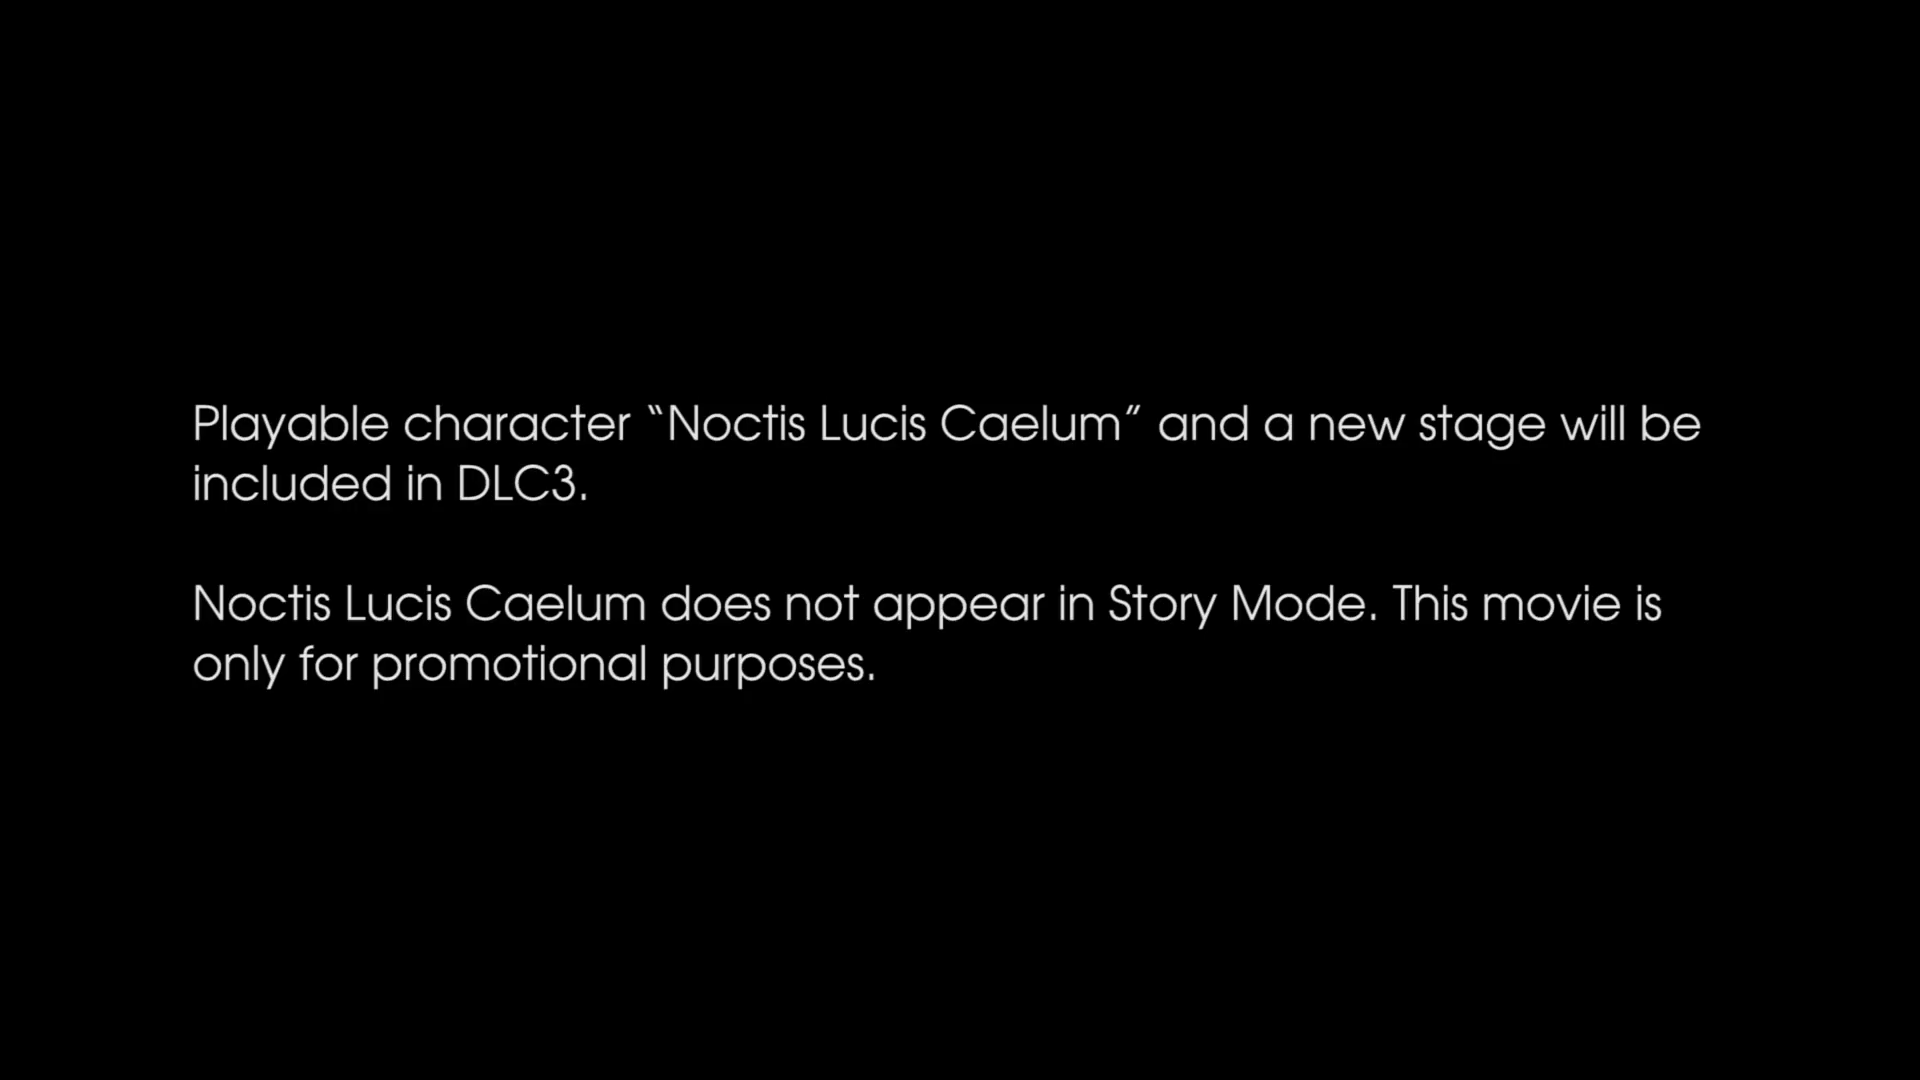 Playable character “Noctis Lucis Caelum” and a new stage will be
included in DLC3.
Noctis Lucis Caelum does not appear in Story Mode. This movie is
only for promotional purposes.